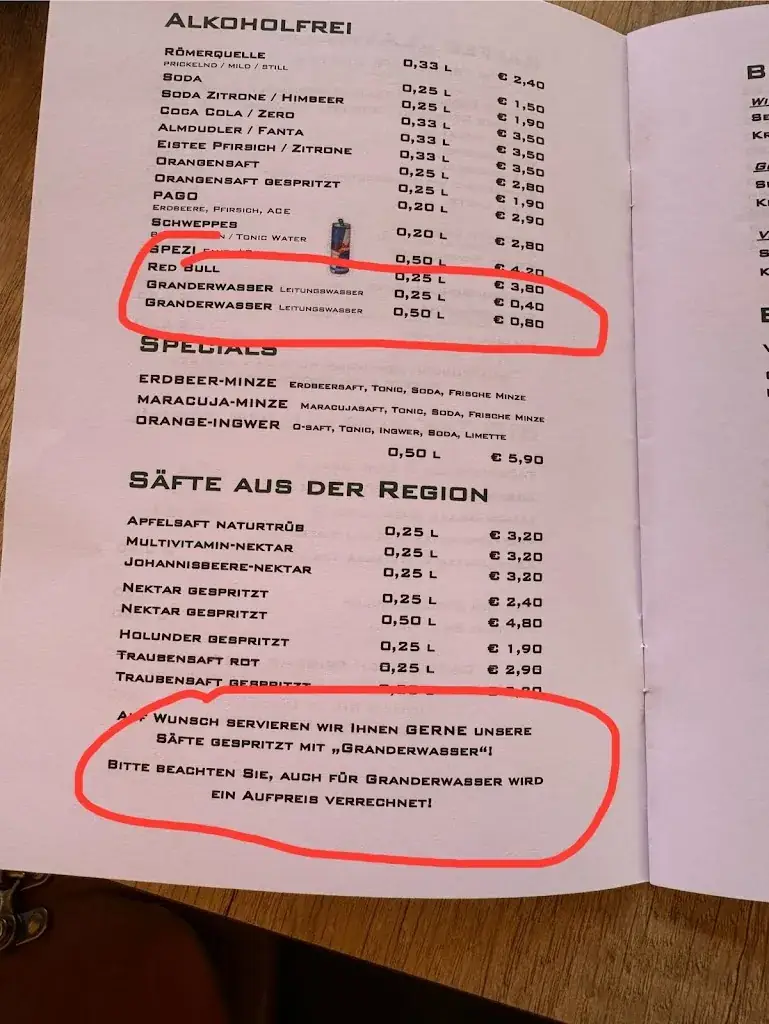 Alkoholfrei
Römerquelle 0,33 L € 2,40
prickelnd / mild / still
Soda 0,25 L € 1,50
Soda Zitrone / Himbeer 0,25 L € 1,90
Coca Cola / Zero 0,33 L € 3,50
Almdudler / Fanta 0,33 L € 3,50
Eistee Pfirsich / Zitrone 0,33 L € 3,50
Orangensaft 0,25 L € 2,80
Orangensaft gespritzt 0,25 L € 1,90
PAGO 0,20 L € 2,90
Erdbeere, Pfirsich, ACE
Schweppes 0,20 L € 2,80
/ Tonic Water
SPEZI 0,50 L € 4,20
Red Bull 0,25 L € 3,80
Granderwasser Leitungswasser 0,25 L € 0,40
Granderwasser Leitungswasser 0,50 L € 0,80
Specials
ERDBEER-MINZE Erdbeersaft, Tonic, Soda, Frische Minze
MARACUJA-MINZE Maracujasaft, Tonic, Soda, Frische Minze
ORANGE-INGWER O-Saft, Tonic, Ingwer, Soda, Limette
0,50 L € 5,90
Säfte aus der Region
Apfelsaft naturtrüb 0,25 L € 3,20
Multivitamin-Nektar 0,25 L € 3,20
Johannisbeere-Nektar 0,25 L € 3,20
Nektar gespritzt 0,25 L € 2,40
Nektar gespritzt 0,50 L € 4,80
Holunder gespritzt 0,25 L € 1,90
Traubensaft rot 0,25 L € 2,90
Traubensaft gespritzt
Auf Wunsch servieren wir Ihnen GERNE unsere
Säfte gespritzt mit „Granderwasser“!
Bitte beachten Sie, auch für Granderwasser wird
ein Aufpreis verrechnet!